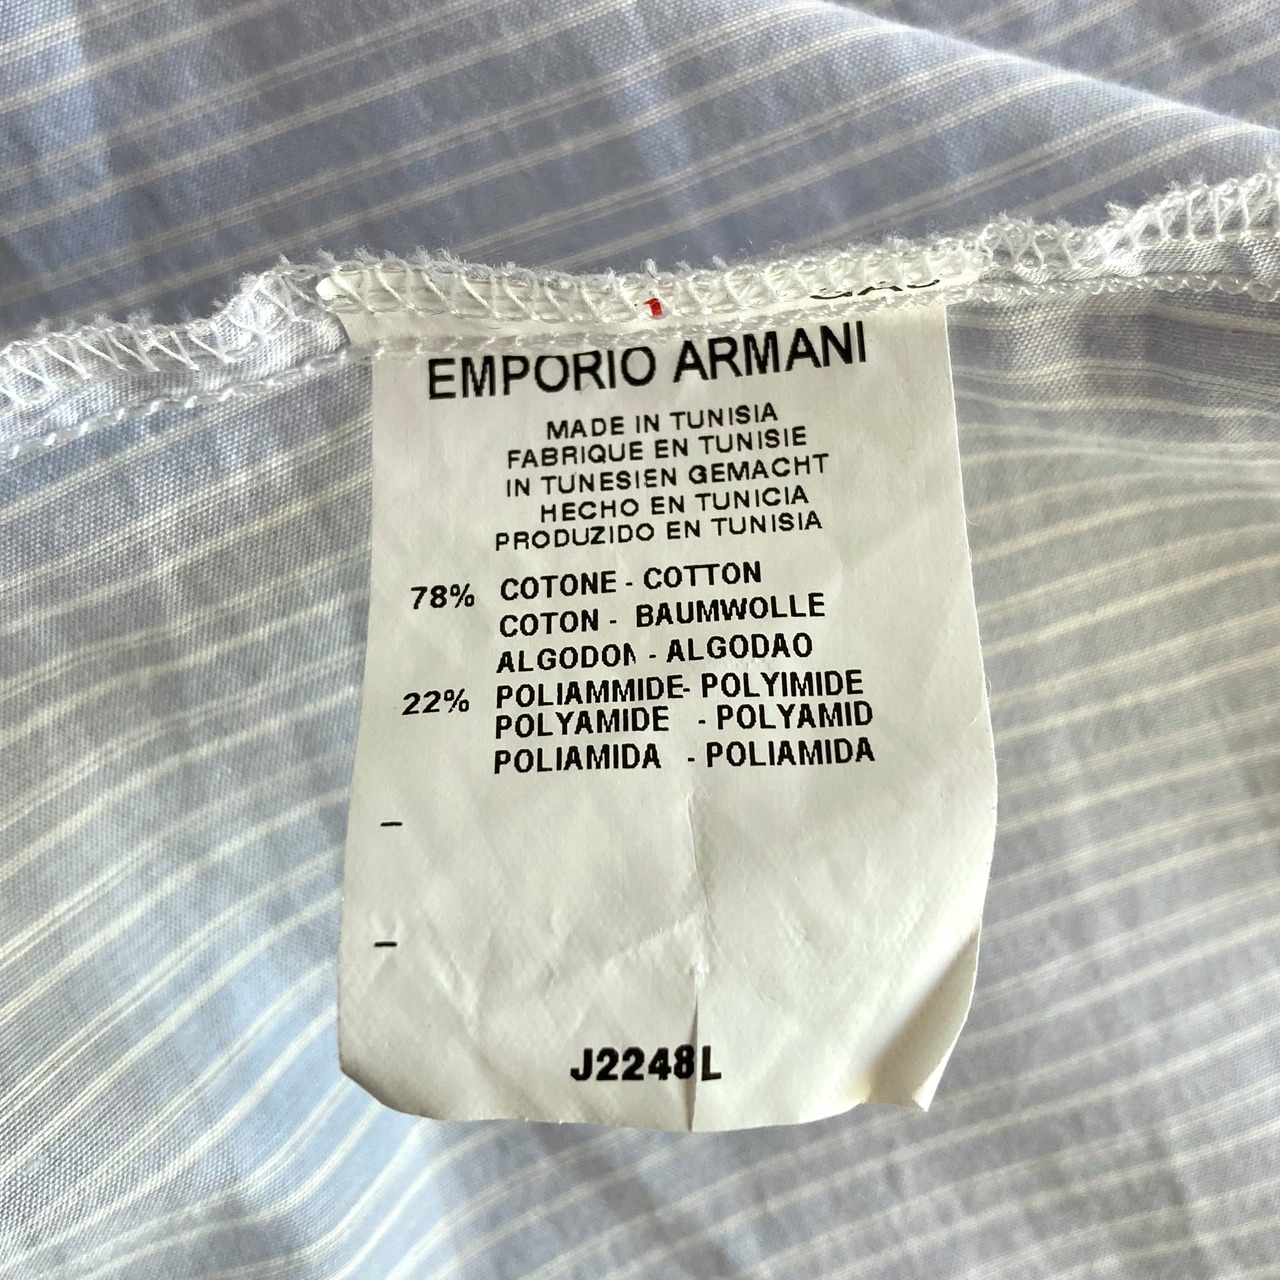 EMPORIO ARMANI
MADE IN TUNISIA
FABRIQUE EN TUNISIE
IN TUNESIEN GEMACHT
HECHO EN TUNICIA
PRODUZIDO EN TUNISIA
78% COTONE - COTTON
COTON - BAUMWOLLE
ALGODON - ALGODAO
22% POLIAMMIDE- POLYIMIDE
POLYAMIDE - POLYAMID
POLIAMIDA - POLIAMIDA
–
–
J2248L